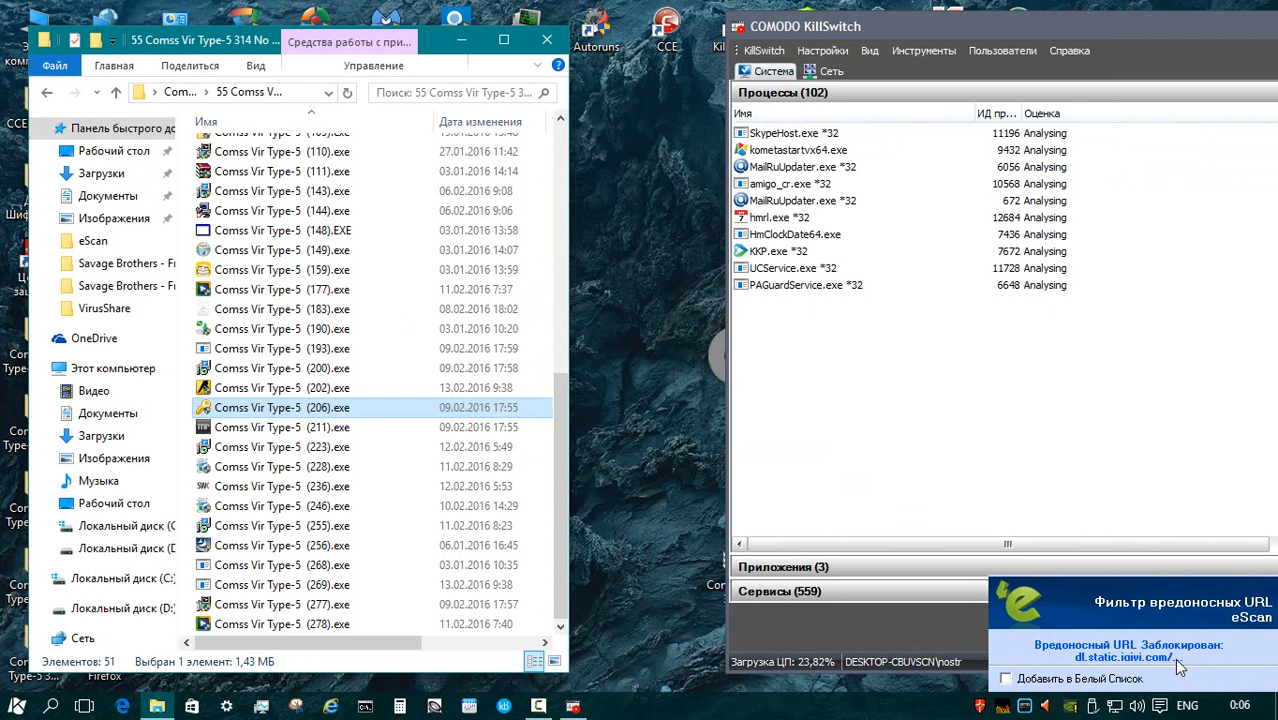 55 Comss Vir Type-5 314 No ...
Средства работы с при...
Файл
Главная
Поделиться
Вид
Управление
Com...
55 Comss V...
Поиск: 55 Comss Vir Type-5 3...
Имя
Дата изменения
Панель быстрого до
Рабочий стол
Загрузки
Документы
Изображения
eScan
Savage Brothers - Fr
Savage Brothers - Fr
VirusShare
OneDrive
Этот компьютер
Видео
Документы
Загрузки
Изображения
Музыка
Рабочий стол
Локальный диск (C
Локальный диск (D
Локальный диск (C:)
Локальный диск (D:)
Сеть
Comss Vir Type-5 (110).exe 27.01.2016 11:42
Comss Vir Type-5 (111).exe 03.01.2016 14:14
Comss Vir Type-5 (143).exe 06.02.2016 9:08
Comss Vir Type-5 (144).exe 06.02.2016 9:06
Comss Vir Type-5 (148).EXE 03.01.2016 13:58
Comss Vir Type-5 (149).exe 03.01.2016 14:07
Comss Vir Type-5 (159).exe 03.01.2016 13:59
Comss Vir Type-5 (177).exe 11.02.2016 7:37
Comss Vir Type-5 (183).exe 08.02.2016 18:02
Comss Vir Type-5 (190).exe 03.01.2016 10:20
Comss Vir Type-5 (193).exe 09.02.2016 17:59
Comss Vir Type-5 (200).exe 09.02.2016 17:58
Comss Vir Type-5 (202).exe 13.02.2016 9:38
Comss Vir Type-5 (206).exe 09.02.2016 17:55
Comss Vir Type-5 (211).exe 09.02.2016 17:55
Comss Vir Type-5 (223).exe 12.02.2016 5:49
Comss Vir Type-5 (228).exe 11.02.2016 8:29
Comss Vir Type-5 (236).exe 12.02.2016 5:53
Comss Vir Type-5 (246).exe 10.02.2016 14:29
Comss Vir Type-5 (255).exe 11.02.2016 8:23
Comss Vir Type-5 (256).exe 06.01.2016 16:45
Comss Vir Type-5 (268).exe 03.01.2016 10:35
Comss Vir Type-5 (269).exe 13.02.2016 9:38
Comss Vir Type-5 (277).exe 09.02.2016 17:57
Comss Vir Type-5 (278).exe 11.02.2016 7:40
Элементов: 51 Выбран 1 элемент: 1,43 МБ
Firefox
Autoruns
CCE
COMODO KillSwitch
KillSwitch Настройки Вид Инструменты Пользователи Справка
Система Сеть
Процессы (102)
Имя ИД пр... Оценка
SkypeHost.exe *32 11196 Analysing
kometastartvx64.exe 9432 Analysing
MailRuUpdater.exe *32 6056 Analysing
amigo_cr.exe *32 10568 Analysing
MailRuUpdater.exe *32 672 Analysing
hmrl.exe *32 12684 Analysing
HmClockDate64.exe 7436 Analysing
KKP.exe *32 7672 Analysing
UCService.exe *32 11728 Analysing
PAGuardService.exe *32 6648 Analysing
Приложения (3)
Сервисы (559)
Загрузка ЦП: 23,82% DESKTOP-CBUVSCN\nostr
Фильтр вредоносных URL
eScan
Вредоносный URL Заблокирован:
dl.static.iqiyi.com/...
Добавить в Белый Список
ENG
0:06